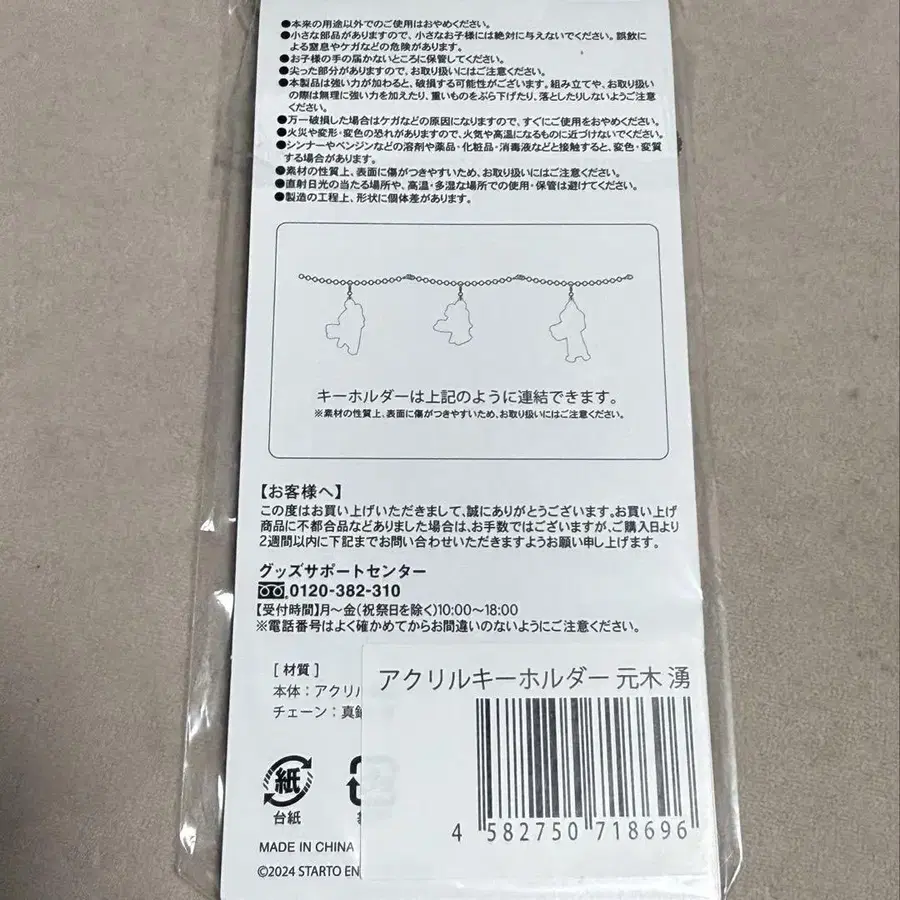 ●本来の用途以外でのご使用はおやめください。
●小さな部品がありますので、小さなお子様には絶対に与えないでください。誤飲に
よる窒息やケガなどの危険があります。
●お子様の手の届かないところに保管してください。
●尖った部分がありますので、お取り扱いにはご注意ください。
●本製品は強い力が加わると、破損する可能性がございます。組み立てや、お取り扱い
の際は無理に強い力を加えたり、重いものをぶら下げたり、落としたりしないようご注意
ください。
●万一破損した場合はケガなどの原因になりますので、すぐにご使用をおやめください。
●火災や変形・変色の恐れがありますので、火気や高温になるものに近づけないでください。
●シンナーやベンジンなどの溶剤や薬品・化粧品・消毒液などと接触すると、変色・変質
する場合があります。
●素材の性質上、表面に傷がつきやすいため、お取り扱いにはご注意ください。
●直射日光の当たる場所や、高温・多湿な場所での使用・保管は避けてください。
●製造の工程上、形状に個体差があります。
キーホルダーは上記のように連結できます。
※素材の性質上、表面に傷がつきやすいため、お取り扱いにはご注意ください。
【お客様へ】
この度はお買い上げいただきまして、誠にありがとうございます。お買い上げ
商品に不都合品などありました場合は、お手数ではございますが、ご購入日より
2週間以内に下記までお問い合わせいただきますようお願い申し上げます。
グッズサポートセンター
0120-382-310
【受付時間】月～金(祝祭日を除く)10:00～18:00
※電話番号はよく確かめてからお間違いのないようにご注意ください。
[材質]
本体：アクリル
チェーン：真鍮
アクリルキーホルダー 元木 湧
4 582750 718696
紙
台紙
MADE IN CHINA
©2024 STARTO EN